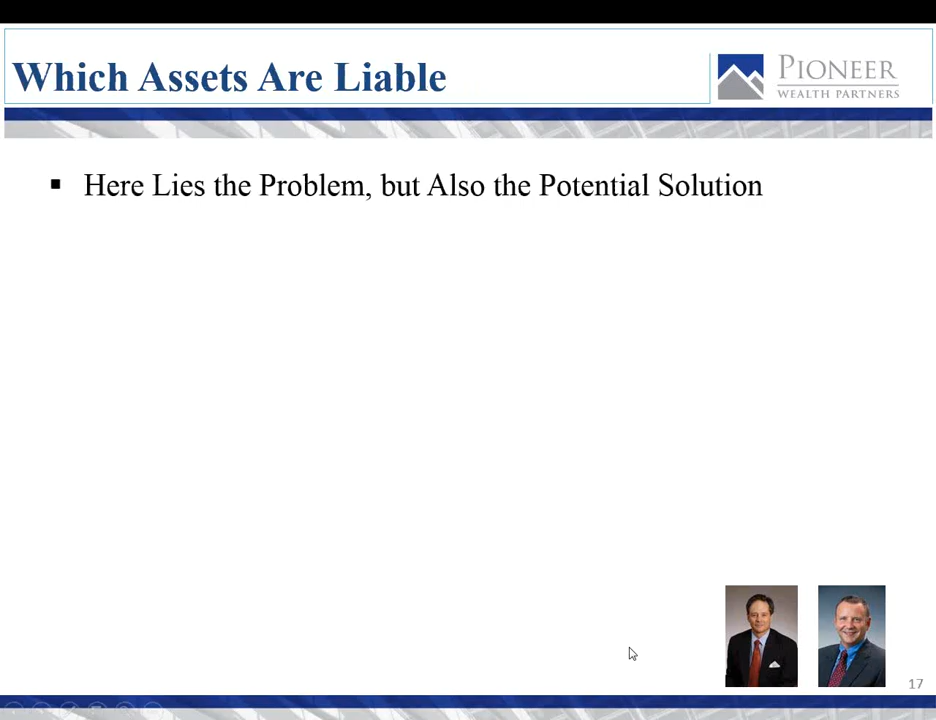 Which Assets Are Liable
PIONEER
WEALTH PARTNERS
Here Lies the Problem, but Also the Potential Solution
17